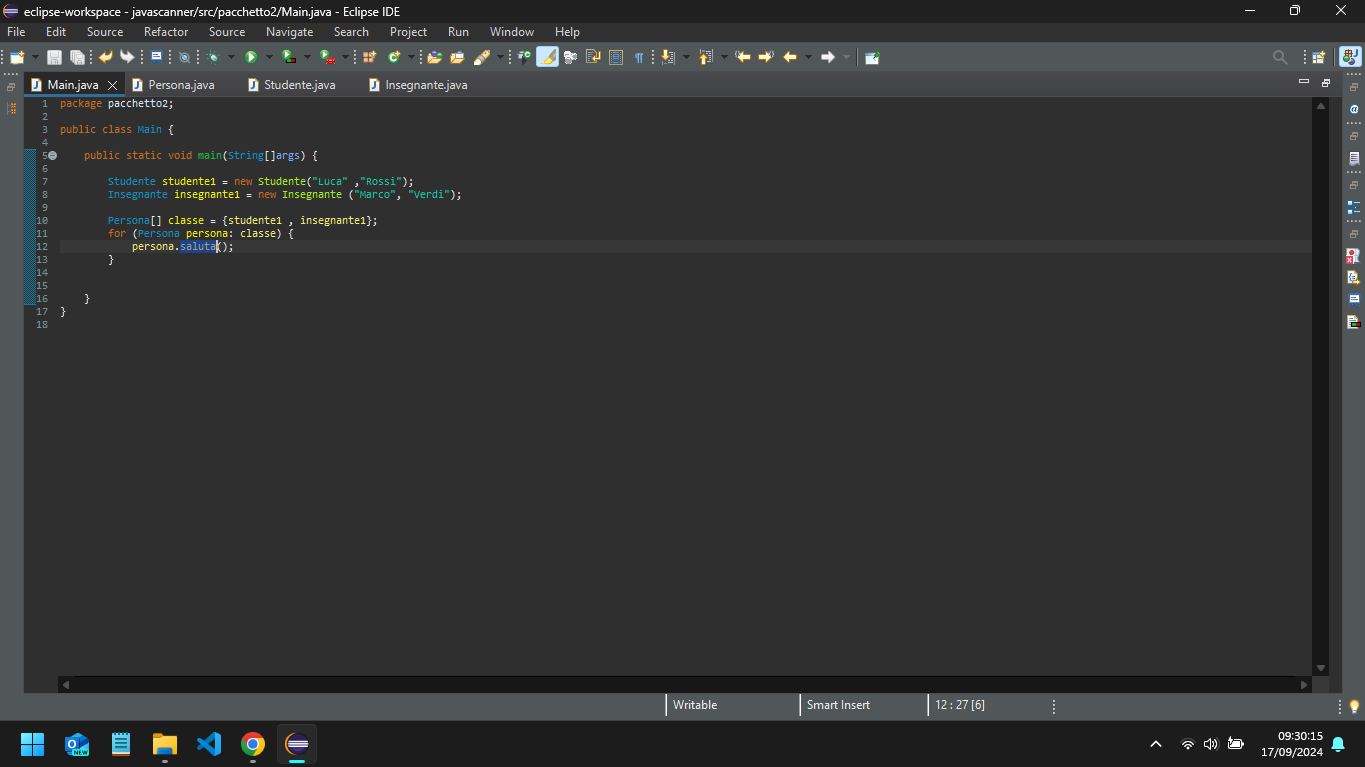 eclipse-workspace - javascanner/src/pacchetto2/Main.java - Eclipse IDE
File Edit Source Refactor Source Navigate Search Project Run Window Help
Main.java Persona.java Studente.java Insegnante.java
1 package pacchetto2;
2
3 public class Main {
4
5 public static void main(String[]args) {
6
7 Studente studente1 = new Studente("Luca" ,"Rossi");
8 Insegnante insegnante1 = new Insegnante ("Marco", "Verdi");
9
10 Persona[] classe = {studente1 , insegnante1};
11 for (Persona persona: classe) {
12 persona.saluta();
13 }
14
15
16 }
17 }
18
Writable Smart Insert 12 : 27 [6]
NEW
09:30:15
17/09/2024